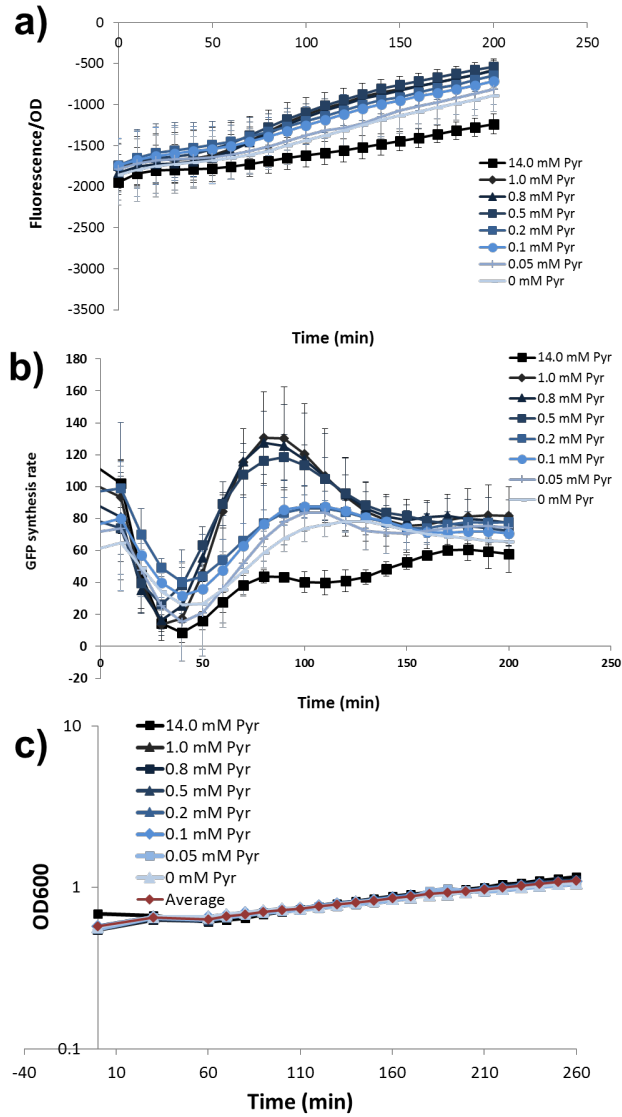 a)
0
50
100
150
200
250
0
-500
-1000
-1500
-2000
-2500
-3000
-3500
Fluorescence/OD
14.0 mM Pyr
1.0 mM Pyr
0.8 mM Pyr
0.5 mM Pyr
0.2 mM Pyr
0.1 mM Pyr
0.05 mM Pyr
0 mM Pyr
Time (min)
b)
180
160
140
120
100
80
60
40
20
0
-20
GFP synthesis rate
14.0 mM Pyr
1.0 mM Pyr
0.8 mM Pyr
0.5 mM Pyr
0.2 mM Pyr
0.1 mM Pyr
0.05 mM Pyr
0 mM Pyr
0
50
100
150
200
250
Time (min)
c)
10
1
0.1
OD600
14.0 mM Pyr
1.0 mM Pyr
0.8 mM Pyr
0.5 mM Pyr
0.2 mM Pyr
0.1 mM Pyr
0.05 mM Pyr
0 mM Pyr
Average
-40
10
60
110
160
210
260
Time (min)